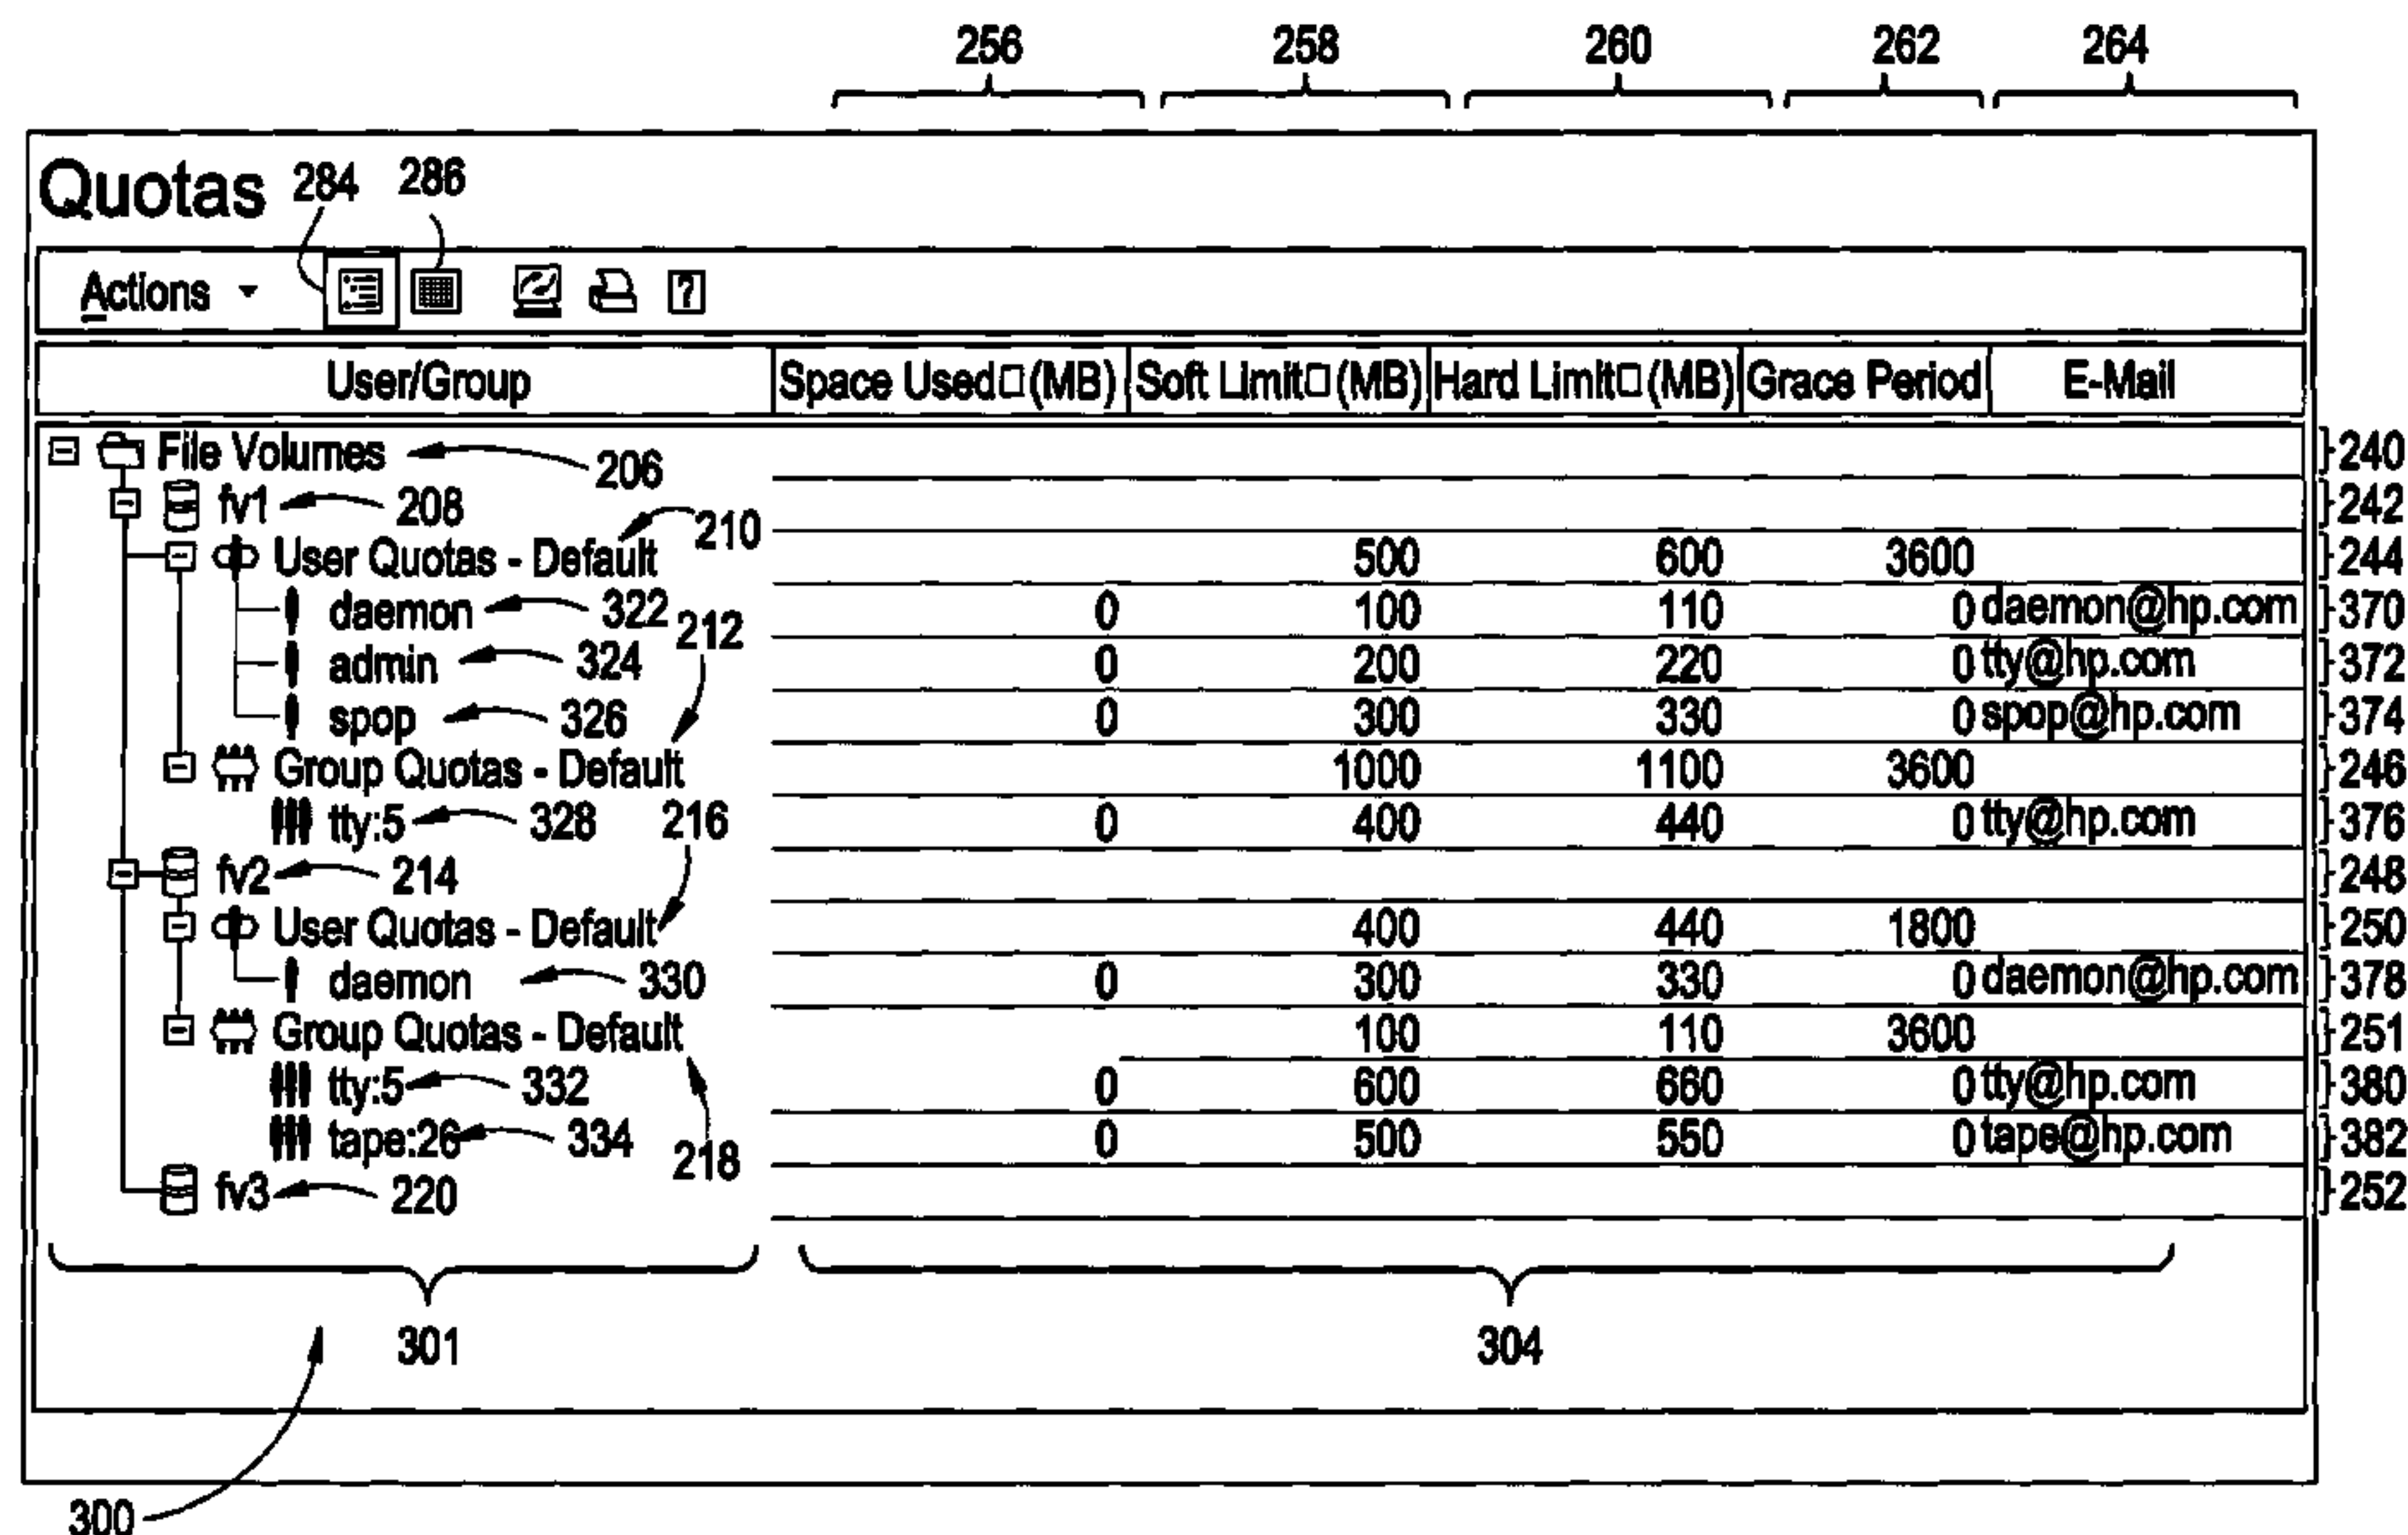 256 258 260 262 264
Quotas 284 286
Actions ?
User/Group Space Used□(MB) Soft Limit□(MB) Hard Limit□(MB) Grace Period E-Mail
File Volumes 206 240
fv1 208 242
User Quotas - Default 210 500 600 3600 244
daemon 322 0 100 110 0 daemon@hp.com 370
admin 324 212 0 200 220 0 tty@hp.com 372
spop 326 0 300 330 0 spop@hp.com 374
Group Quotas - Default 1000 1100 3600 246
tty:5 328 216 0 400 440 0 tty@hp.com 376
fv2 214 248
User Quotas - Default 400 440 1800 250
daemon 330 0 300 330 0 daemon@hp.com 378
Group Quotas - Default 100 110 3600 251
tty:5 332 0 600 660 0 tty@hp.com 380
tape:26 334 218 0 500 550 0 tape@hp.com 382
fv3 220 252
301 304
300